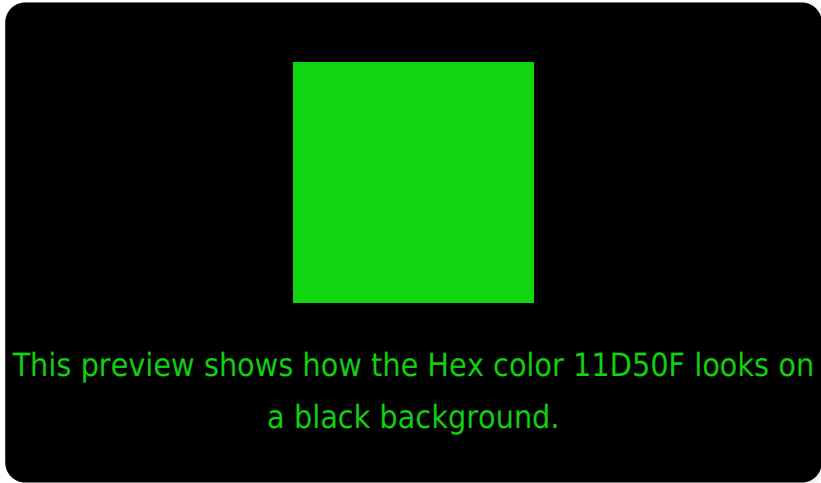 This preview shows how the Hex color 11D50F looks on
a black background.